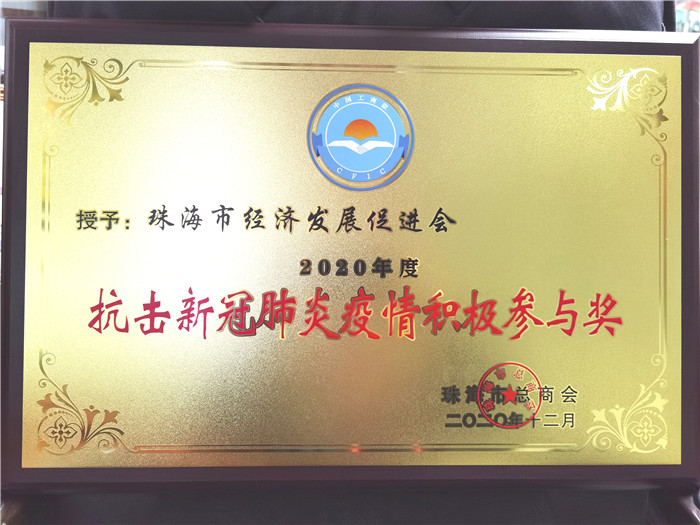 中国工商联
CFIC
授予：珠海市经济发展促进会
2020年度
抗击新冠肺炎疫情积极参与奖
珠海市总商会
二〇二〇年十二月